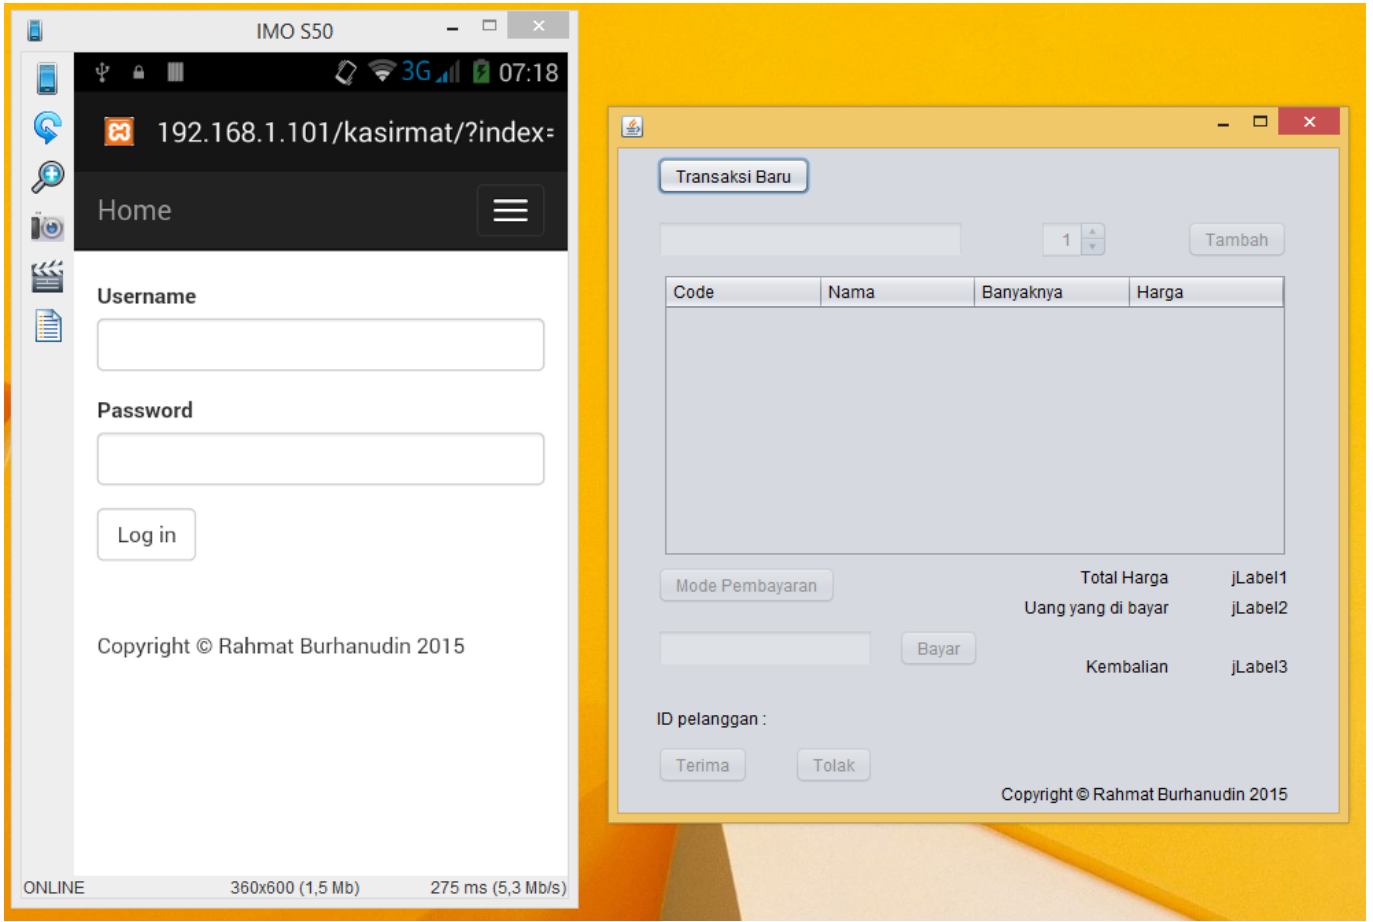 IMO S50
3G 07:18
192.168.1.101/kasirmat/?index=
Home
Username
Password
Log in
Copyright © Rahmat Burhanudin 2015
ONLINE 360x600 (1,5 Mb) 275 ms (5,3 Mb/s)
Transaksi Baru
1 Tambah
Code Nama Banyaknya Harga
Mode Pembayaran Total Harga jLabel1
Uang yang di bayar jLabel2
Bayar
Kembalian jLabel3
ID pelanggan :
Terima Tolak
Copyright © Rahmat Burhanudin 2015